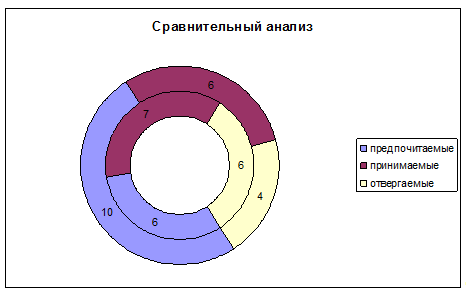 Сравнительный анализ
6
7
6
4
10
6
предпочитаемые
принимаемые
отвергаемые